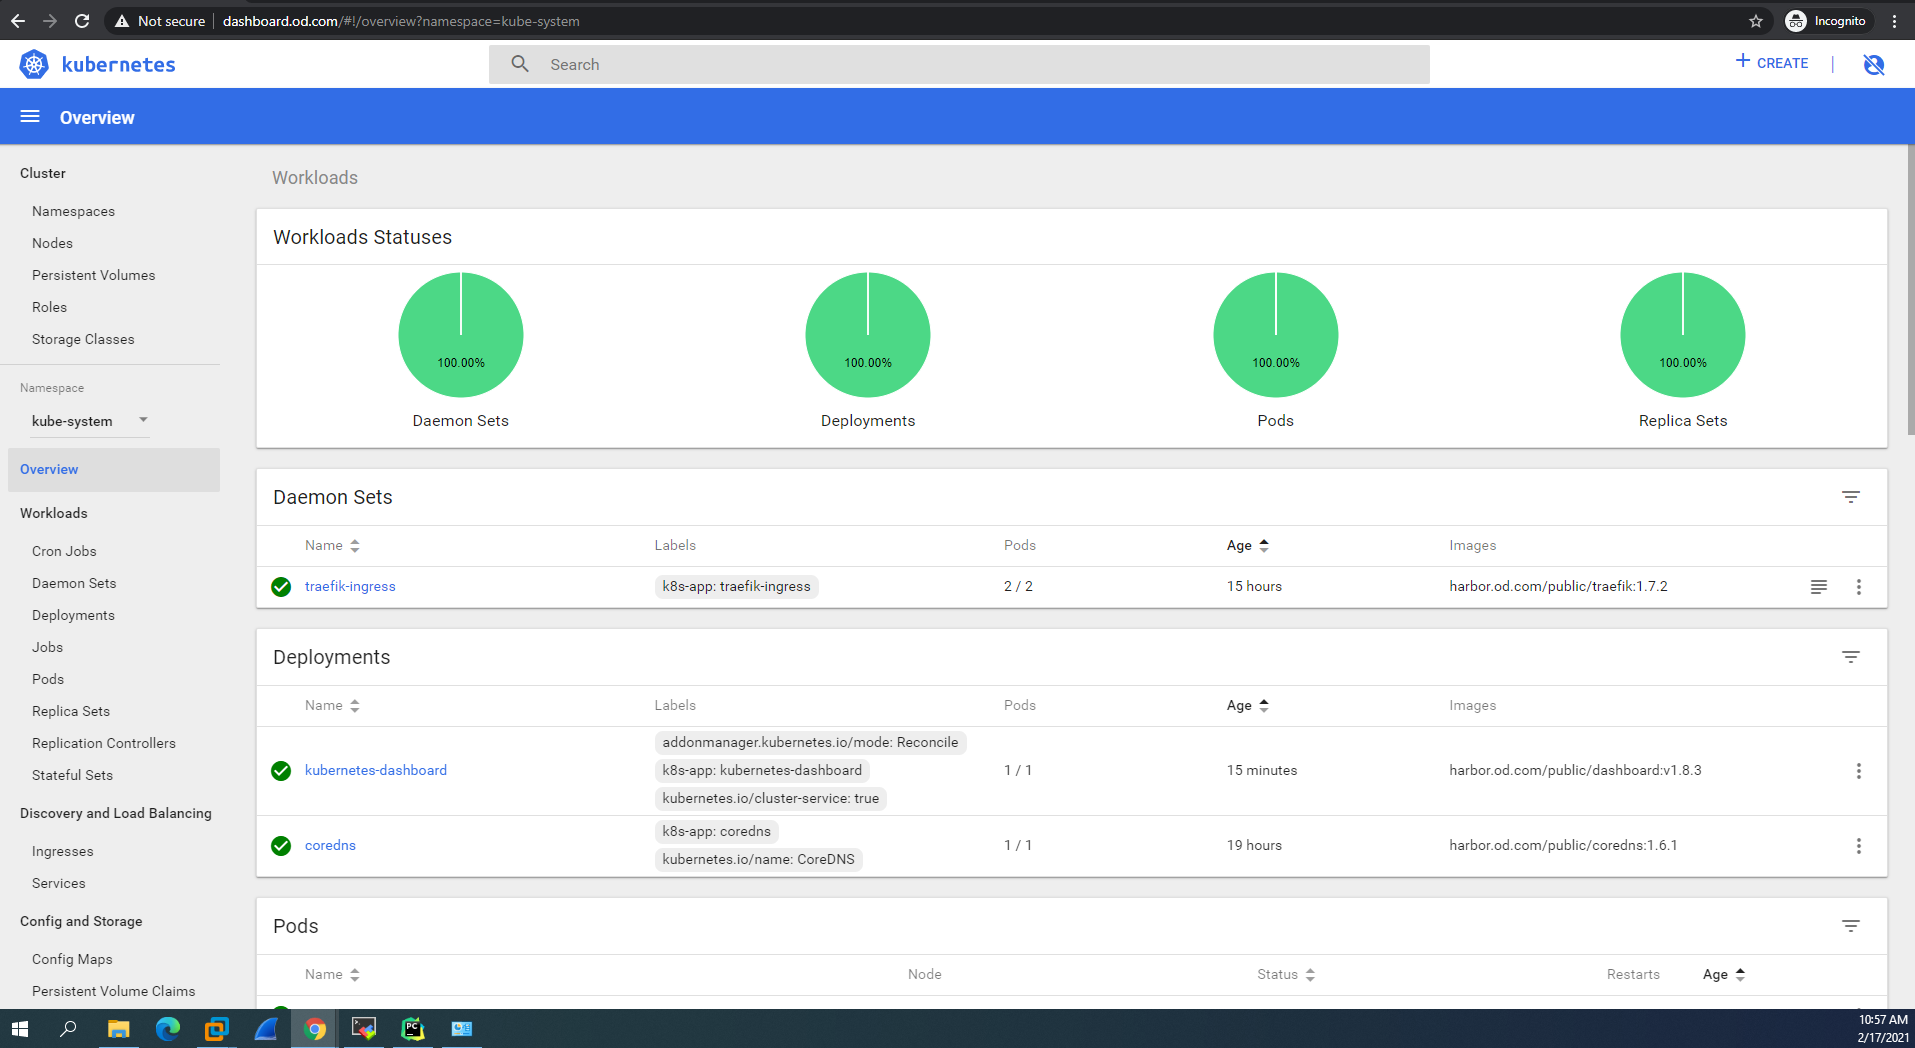 Not secure dashboard.od.com/#!/overview?namespace=kube-system Incognito
kubernetes Search + CREATE
Overview
Cluster
Namespaces
Nodes
Persistent Volumes
Roles
Storage Classes
Namespace
kube-system
Overview
Workloads
Cron Jobs
Daemon Sets
Deployments
Jobs
Pods
Replica Sets
Replication Controllers
Stateful Sets
Discovery and Load Balancing
Ingresses
Services
Config and Storage
Config Maps
Persistent Volume Claims
Workloads
Workloads Statuses
100.00% 100.00% 100.00% 100.00%
Daemon Sets Deployments Pods Replica Sets
Daemon Sets
Name Labels Pods Age Images
traefik-ingress k8s-app: traefik-ingress 2 / 2 15 hours harbor.od.com/public/traefik:1.7.2
Deployments
Name Labels Pods Age Images
addonmanager.kubernetes.io/mode: Reconcile
kubernetes-dashboard k8s-app: kubernetes-dashboard 1 / 1 15 minutes harbor.od.com/public/dashboard:v1.8.3
kubernetes.io/cluster-service: true
k8s-app: coredns
coredns 1 / 1 19 hours harbor.od.com/public/coredns:1.6.1
kubernetes.io/name: CoreDNS
Pods
Name Node Status Restarts Age
PC
10:57 AM
2/17/2021